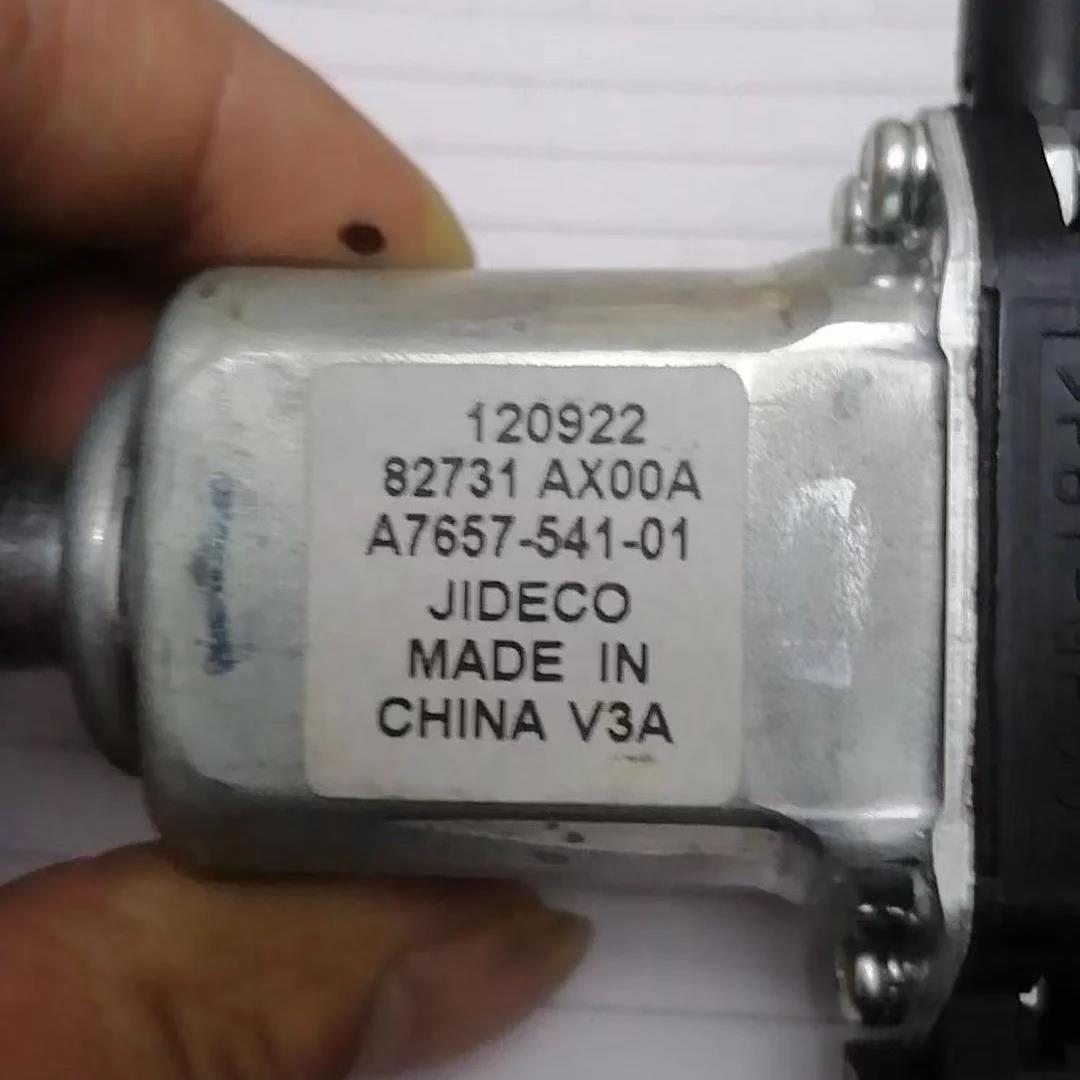 120922
82731 AX00A
A7657-541-01
JIDECO
MADE IN
CHINA V3A